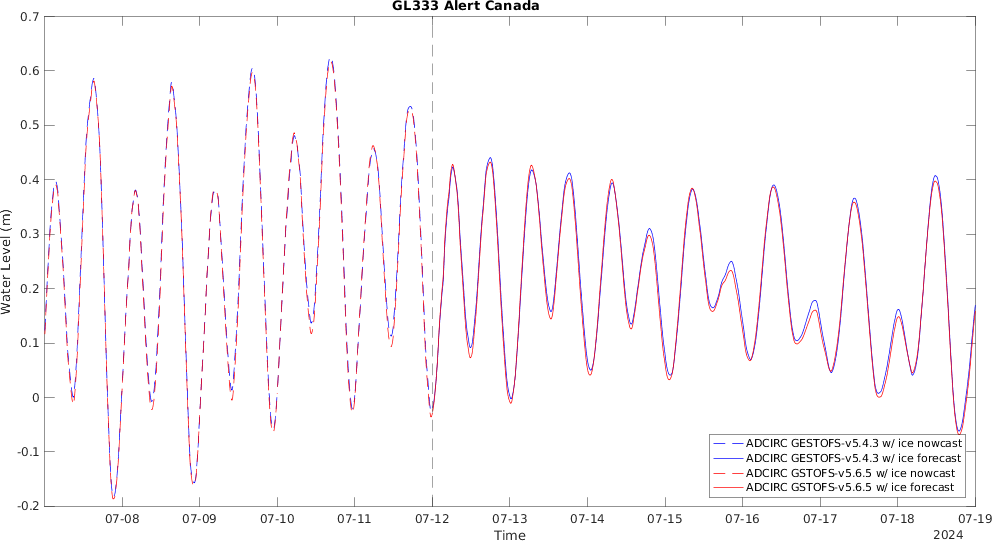 GL333 Alert Canada
0.7
0.6
0.5
0.4
0.3
0.2
0.1
0
-0.1
-0.2
Water Level (m)
ADCIRC GESTOFS-v5.4.3 w/ ice nowcast
ADCIRC GESTOFS-v5.4.3 w/ ice forecast
ADCIRC GSTOFS-v5.6.5 w/ ice nowcast
ADCIRC GSTOFS-v5.6.5 w/ ice forecast
07-08 07-09 07-10 07-11 07-12 07-13 07-14 07-15 07-16 07-17 07-18 07-19
Time
2024